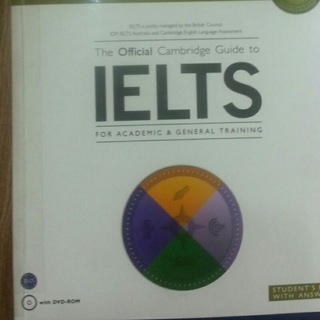 IELTS is jointly managed by the British Council,
IDP: IELTS Australia and Cambridge English Language Assessment
The Official Cambridge Guide to
IELTS
FOR ACADEMIC & GENERAL TRAINING
STUDENT'S
WITH
with DVD-ROM